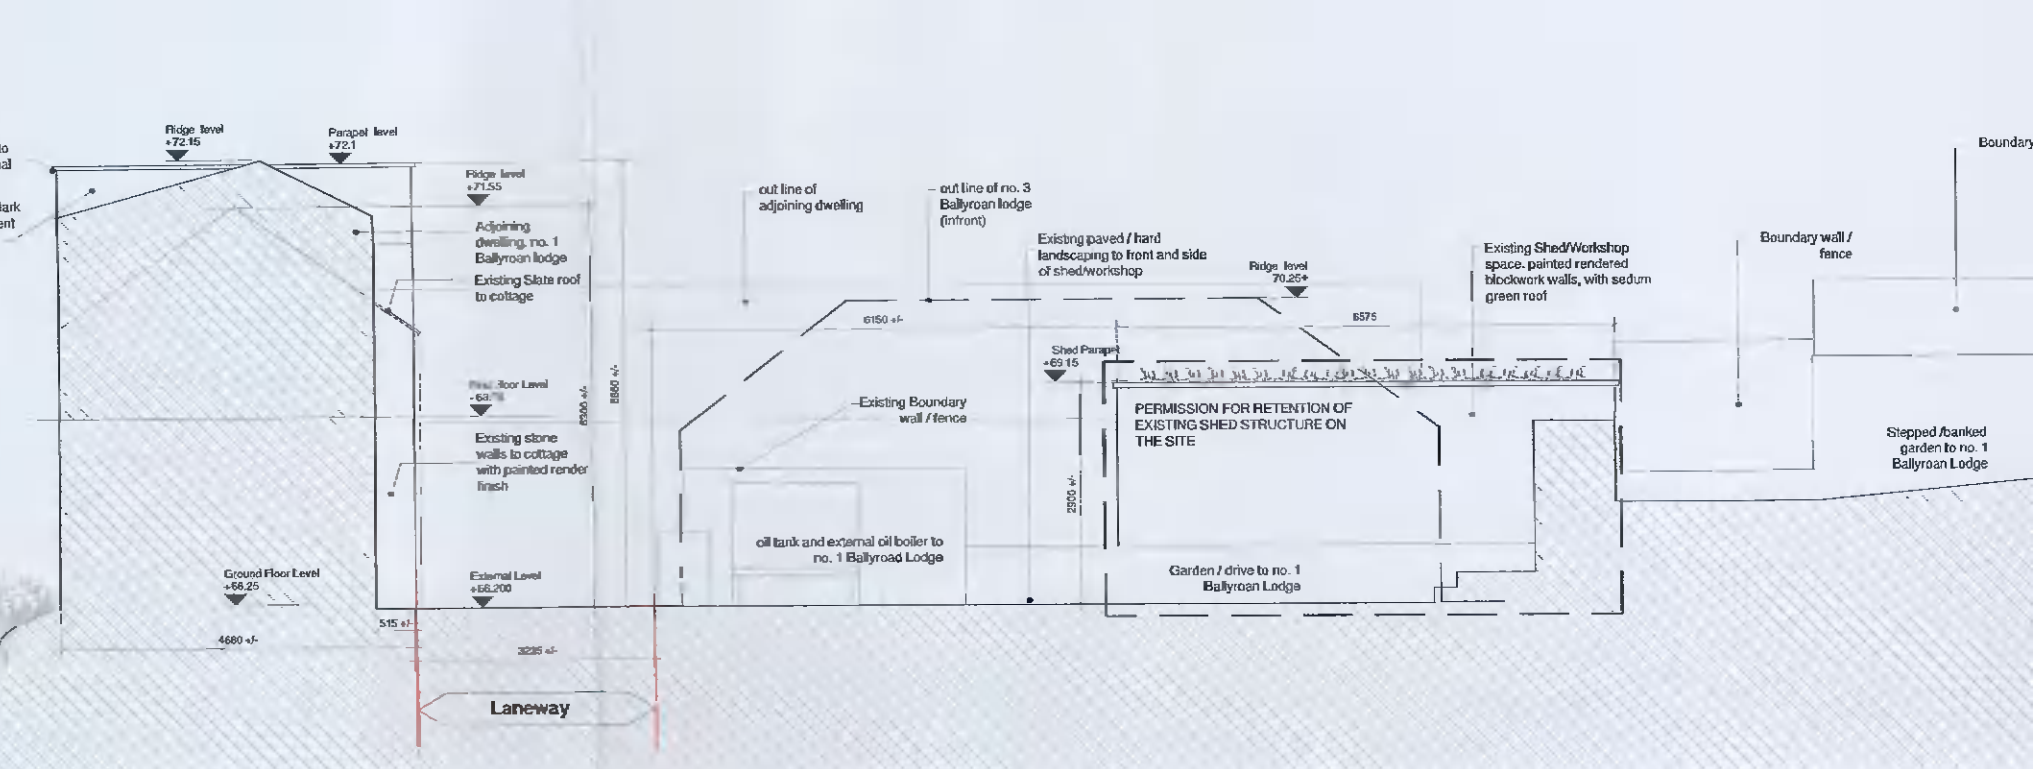 Ridge level
+72.15
Parapet level
+72.1
Ridge level
+71.55
Adjoining
dwelling, no. 1
Ballyroan lodge
Existing Slate roof
to cottage
out line of
adjoining dwelling
out line of no. 3
Ballyroan lodge
(infront)
Existing paved / hard
landscaping to front and side
of shed/workshop
Ridge level
70.25+
Existing Shed/Workshop
space. painted rendered
blockwork walls, with sedum
green roof
Boundary wall /
fence
Boundary
6150 +/-
6575
Shed Parapet
+69.15
Floor Level
6300 +/-
Existing Boundary
wall / fence
PERMISSION FOR RETENTION OF
EXISTING SHED STRUCTURE ON
THE SITE
Stepped /banked
garden to no. 1
Ballyroan Lodge
Existing stone
walls to cottage
with painted render
finish
2900 +/-
oil tank and external oil boiler to
no. 1 Ballyroad Lodge
Garden / drive to no. 1
Ballyroan Lodge
Ground Floor Level
+66.25
External Level
+66.200
515 +/-
4680 +/-
3225 +/-
Laneway